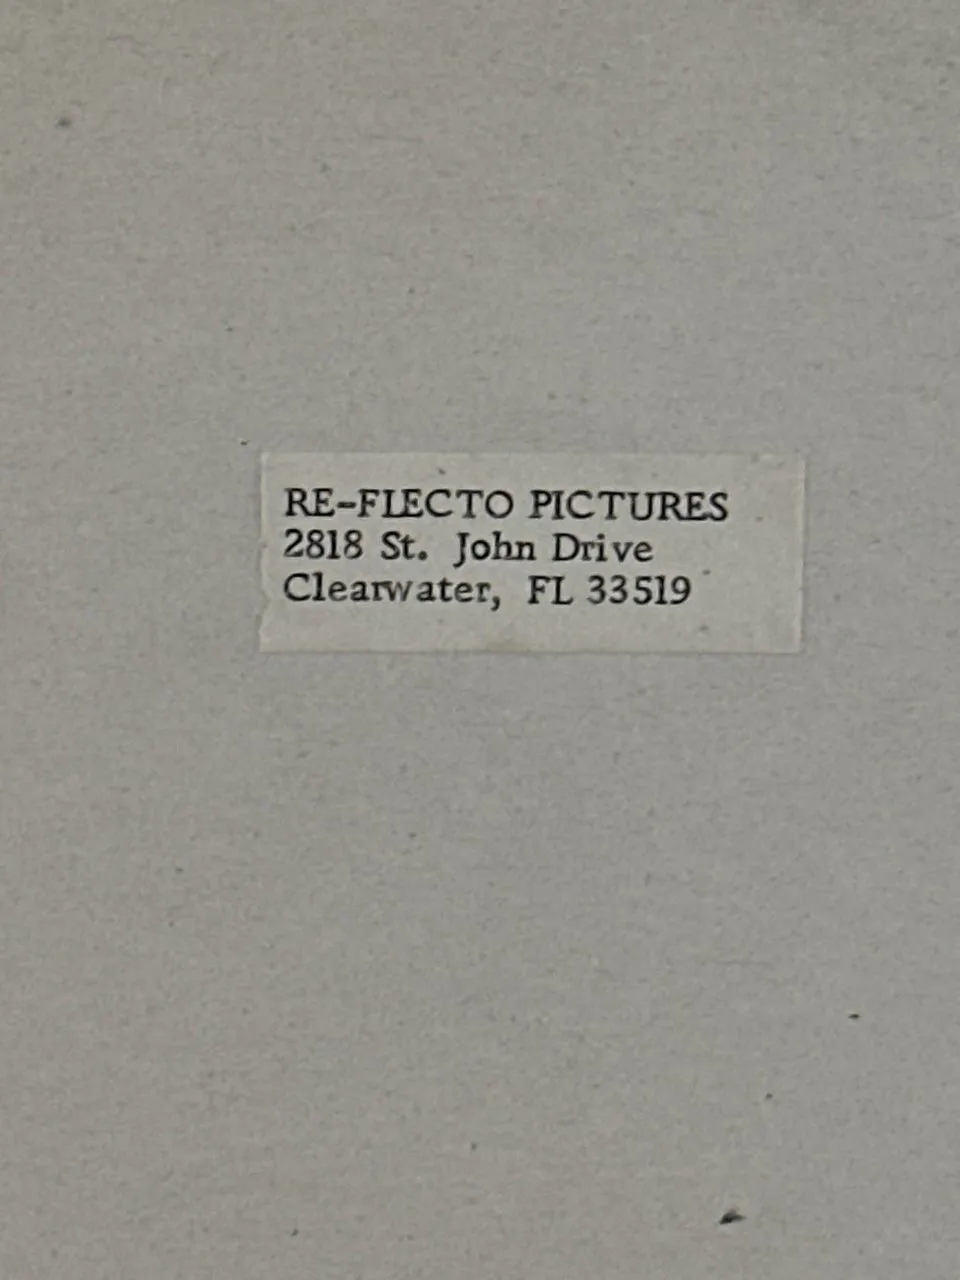 RE-FLECTO PICTURES
2818 St. John Drive
Clearwater, FL 33519